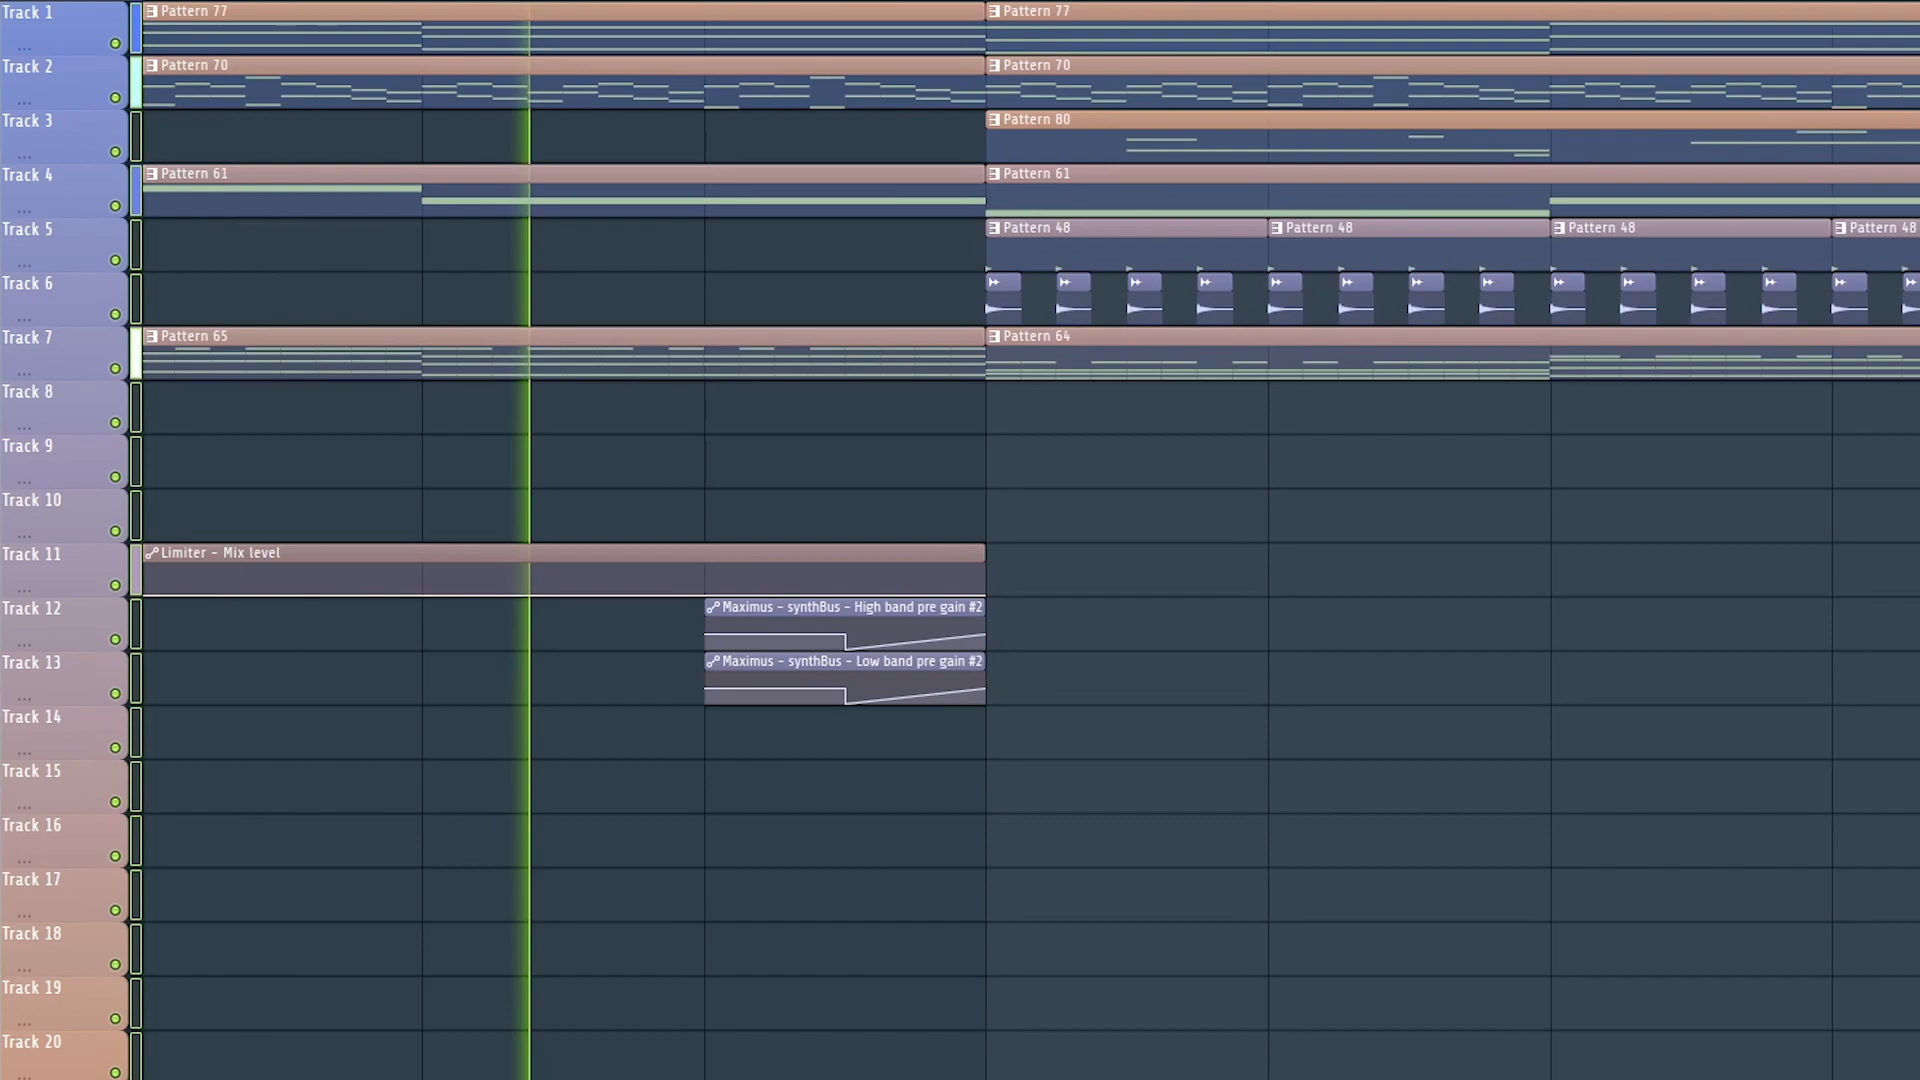 Track 1
Pattern 77
Pattern 77
Track 2
Pattern 70
Pattern 70
Track 3
Pattern 80
Track 4
Pattern 61
Pattern 61
Track 5
Pattern 48
Pattern 48
Pattern 48
Pattern 48
Track 6
Track 7
Pattern 65
Pattern 64
Track 8
Track 9
Track 10
Track 11
Limiter - Mix level
Track 12
Maximus - synthBus - High band pre gain #2
Track 13
Maximus - synthBus - Low band pre gain #2
Track 14
Track 15
Track 16
Track 17
Track 18
Track 19
Track 20